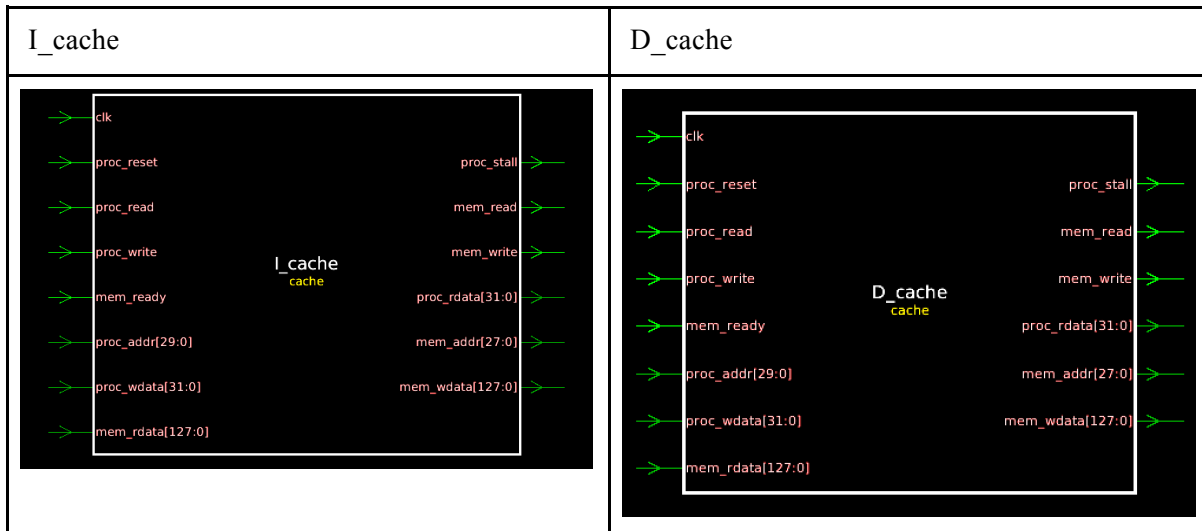 I_cache
D_cache
clk
proc_reset
proc_read
proc_write
mem_ready
proc_addr[29:0]
proc_wdata[31:0]
mem_rdata[127:0]
I_cache
cache
proc_stall
mem_read
mem_write
proc_rdata[31:0]
mem_addr[27:0]
mem_wdata[127:0]
clk
proc_reset
proc_read
proc_write
mem_ready
proc_addr[29:0]
proc_wdata[31:0]
mem_rdata[127:0]
D_cache
cache
proc_stall
mem_read
mem_write
proc_rdata[31:0]
mem_addr[27:0]
mem_wdata[127:0]